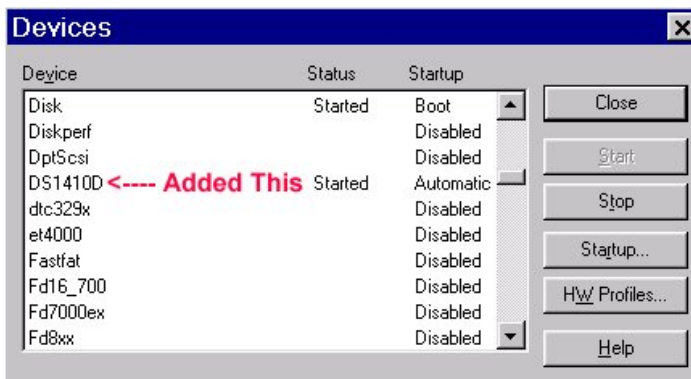 Devices
Device Status Startup
Disk Started Boot
Diskperf Disabled
DptScsi Disabled
DS1410D <---- Added This Started Automatic
dtc329x Disabled
et4000 Disabled
Fastfat Disabled
Fd16_700 Disabled
Fd7000ex Disabled
Fd8xx Disabled
Close
Start
Stop
Startup...
HW Profiles...
Help